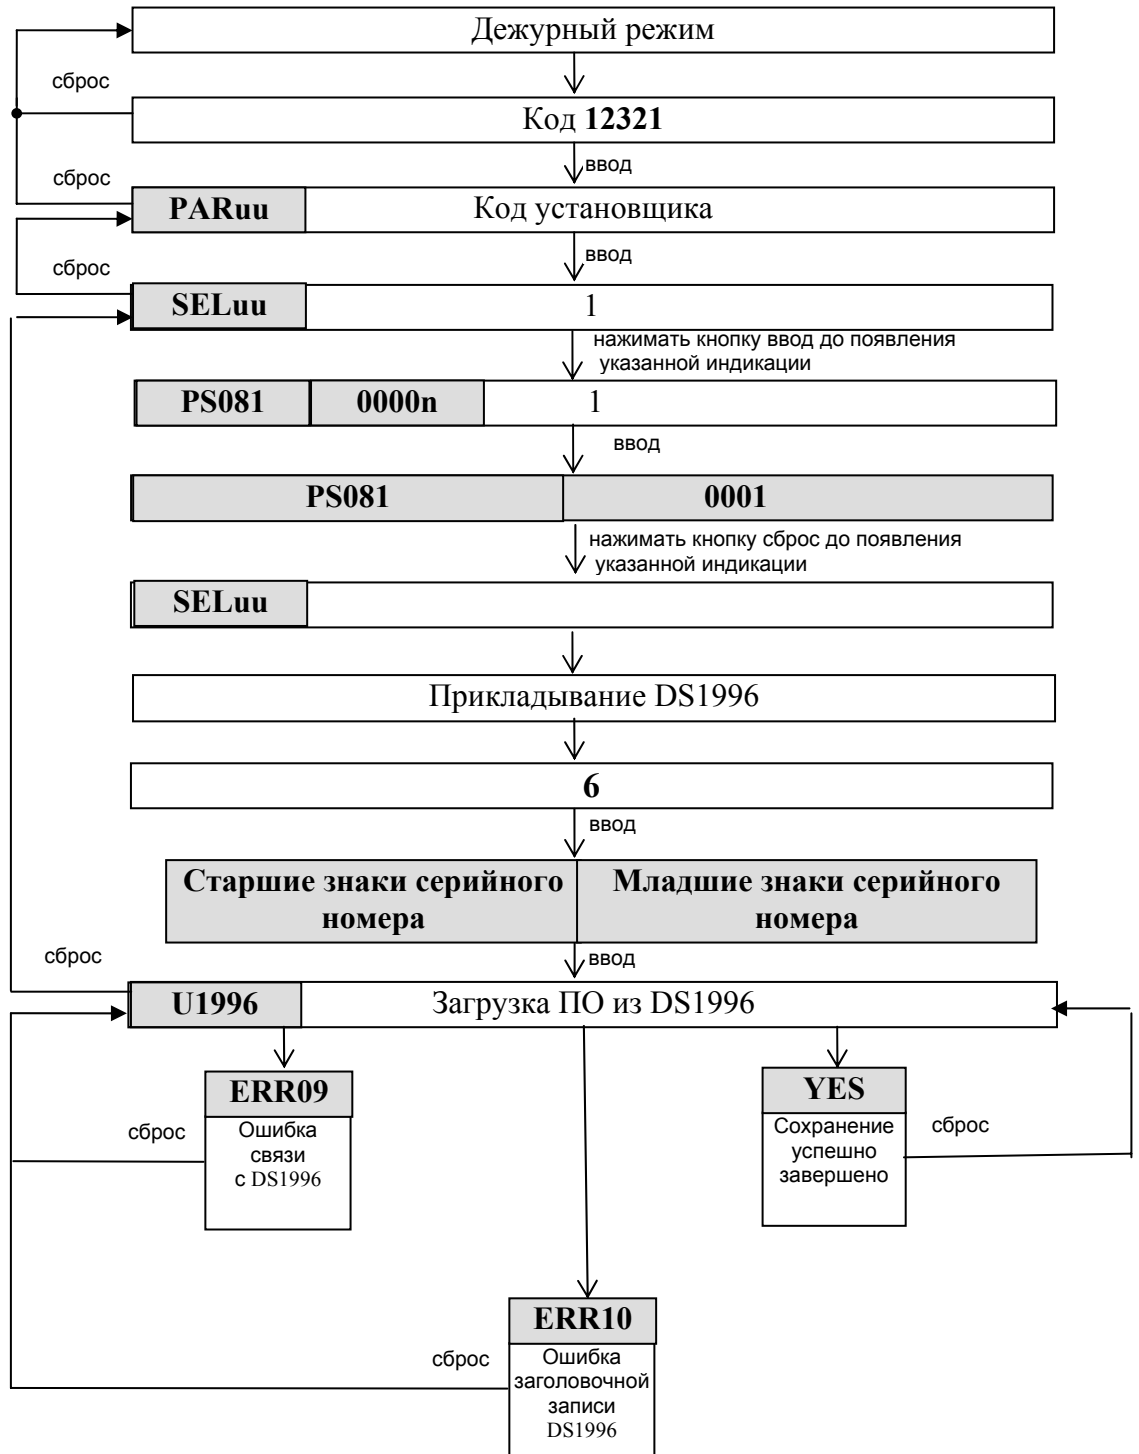 Дежурный режим
сброс
Код 12321
ввод
сброс
PARuu Код установщика
ввод
сброс
SELuu 1
нажимать кнопку ввод до появления
указанной индикации
PS081 0000n 1
ввод
PS081 0001
нажимать кнопку сброс до появления
указанной индикации
SELuu
Прикладывание DS1996
6
ввод
Старшие знаки серийного
номера
Младшие знаки серийного
номера
сброс
ввод
U1996 Загрузка ПО из DS1996
ERR09
Ошибка
связи
с DS1996
сброс
YES
Сохранение
успешно
завершено
сброс
ERR10
Ошибка
заголовочной
записи
DS1996
сброс